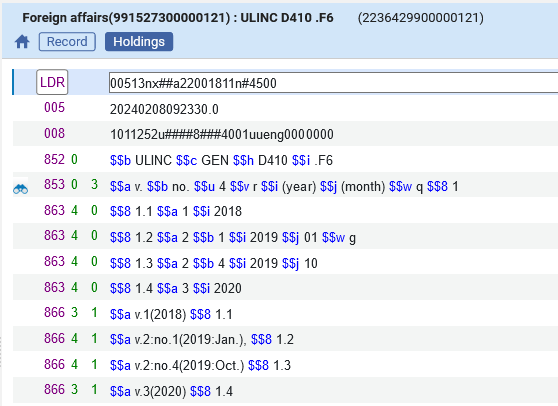 Foreign affairs(991527300000121) : ULINC D410 .F6 (2236429900000121)
Record Holdings
LDR 00513nx##a22001811n#4500
005 20240208092330.0
008 1011252u####8###4001uueng0000000
852 0 $$b ULINC $$c GEN $$h D410 $$i .F6
853 0 3 $$a v. $$b no. $$u 4 $$v r $$i (year) $$j (month) $$w q $$8 1
863 4 0 $$8 1.1 $$a 1 $$i 2018
863 4 0 $$8 1.2 $$a 2 $$b 1 $$i 2019 $$j 01 $$w g
863 4 0 $$8 1.3 $$a 2 $$b 4 $$i 2019 $$j 10
863 4 0 $$8 1.4 $$a 3 $$i 2020
866 3 1 $$a v.1(2018) $$8 1.1
866 4 1 $$a v.2:no.1(2019:Jan.), $$8 1.2
866 4 1 $$a v.2:no.4(2019:Oct.) $$8 1.3
866 3 1 $$a v.3(2020) $$8 1.4